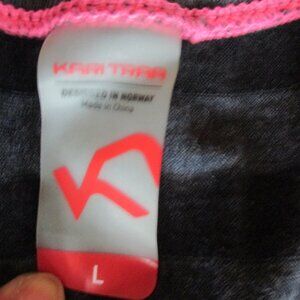 KARI TRAA
DESIGNED IN NORWAY
Made in China
L